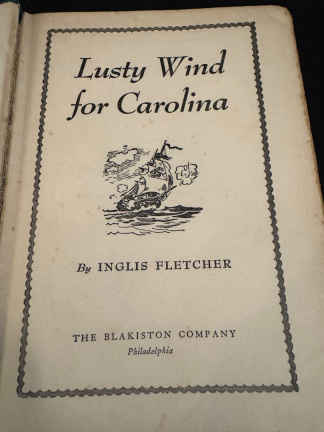 Lusty Wind
for Carolina
By INGLIS FLETCHER
THE BLAKISTON COMPANY
Philadelphia